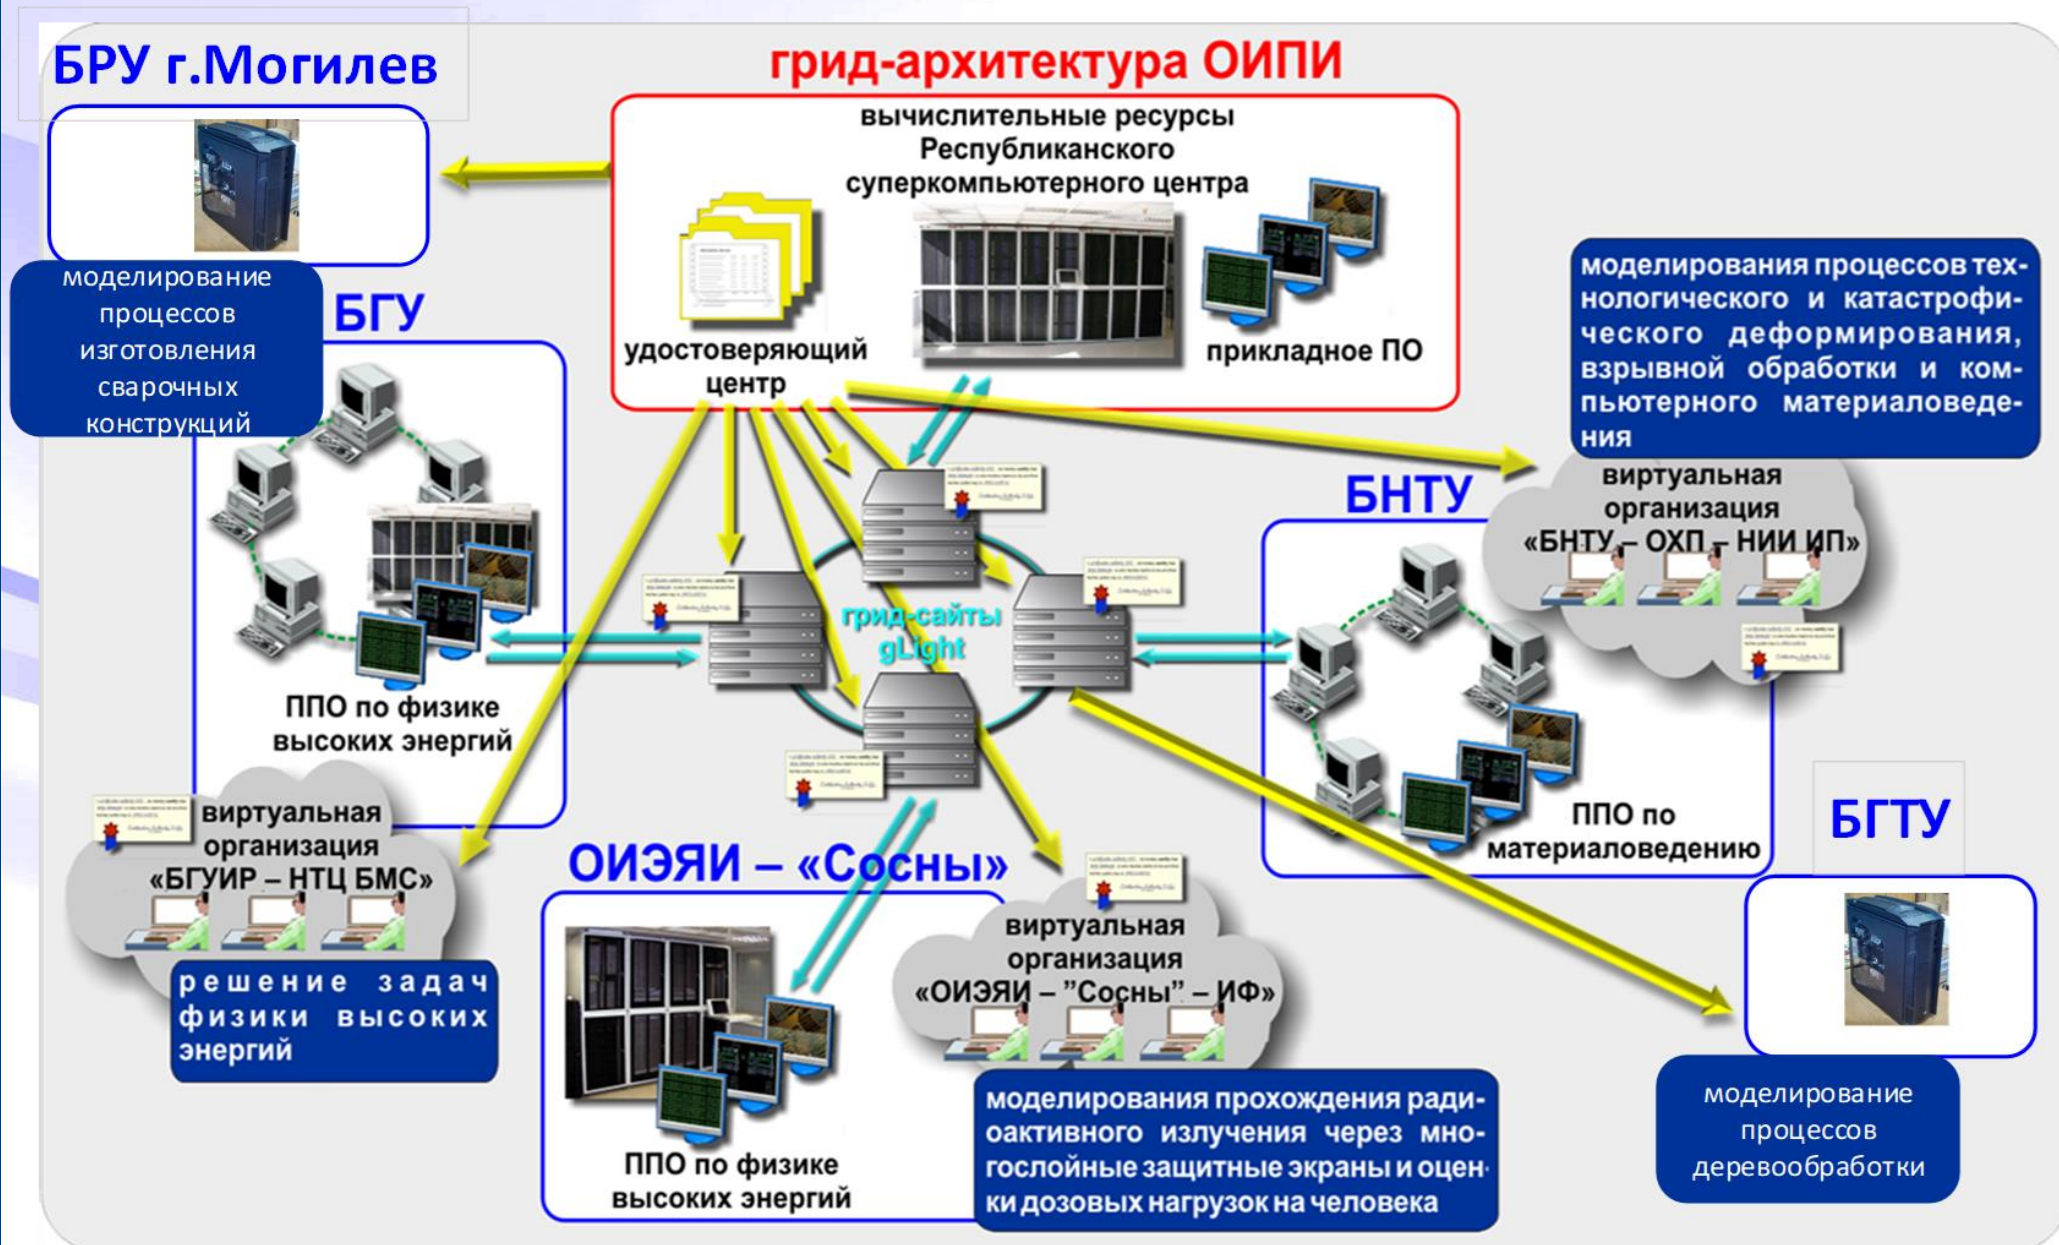 БРУ г.Могилев
моделирование
процессов
изготовления
сварочных
конструкций
грид-архитектура ОИПИ
вычислительные ресурсы
Республиканского
суперкомпьютерного центра
удостоверяющий
центр
прикладное ПО
БГУ
ППО по физике
высоких энергий
виртуальная
организация
«БГУИР – НТЦ БМС»
решение задач
физики высоких
энергий
грид-сайты
gLight
моделирования процессов тех-
нологического и катастрофи-
ческого деформирования,
взрывной обработки и ком-
пьютерного материаловеде-
ния
виртуальная
организация
«БНТУ – ОХП – НИИ ИП»
БНТУ
ППО по
материаловедению
ОИЭЯИ – «Сосны»
ППО по физике
высоких энергий
виртуальная
организация
«ОИЭЯИ – ”Сосны” – ИФ»
моделирования прохождения ради-
оактивного излучения через мно-
гослойные защитные экраны и оцен-
ки дозовых нагрузок на человека
БГТУ
моделирование
процессов
деревообработки